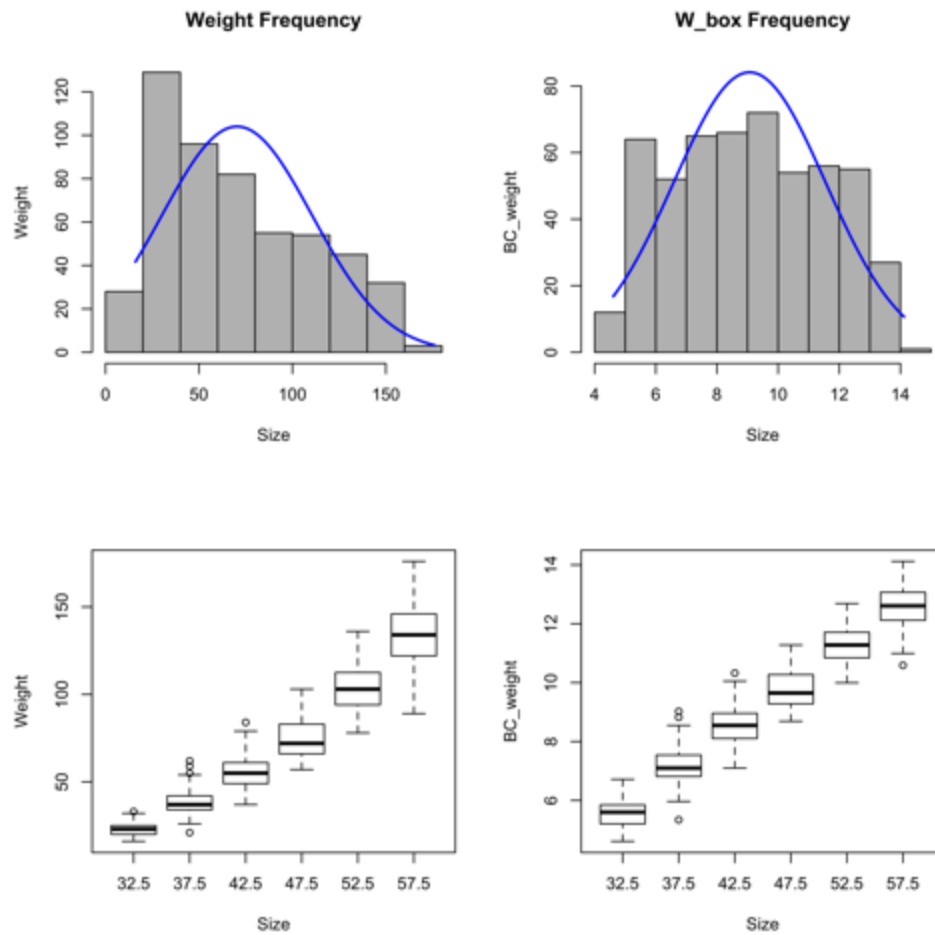 Weight Frequency
Weight
0 20 40 60 80 100 120
0 50 100 150
Size
W_box Frequency
BC_weight
0 20 40 60 80
4 6 8 10 12 14
Size
Weight
50 100 150
32.5 37.5 42.5 47.5 52.5 57.5
Size
BC_weight
6 8 10 12 14
32.5 37.5 42.5 47.5 52.5 57.5
Size